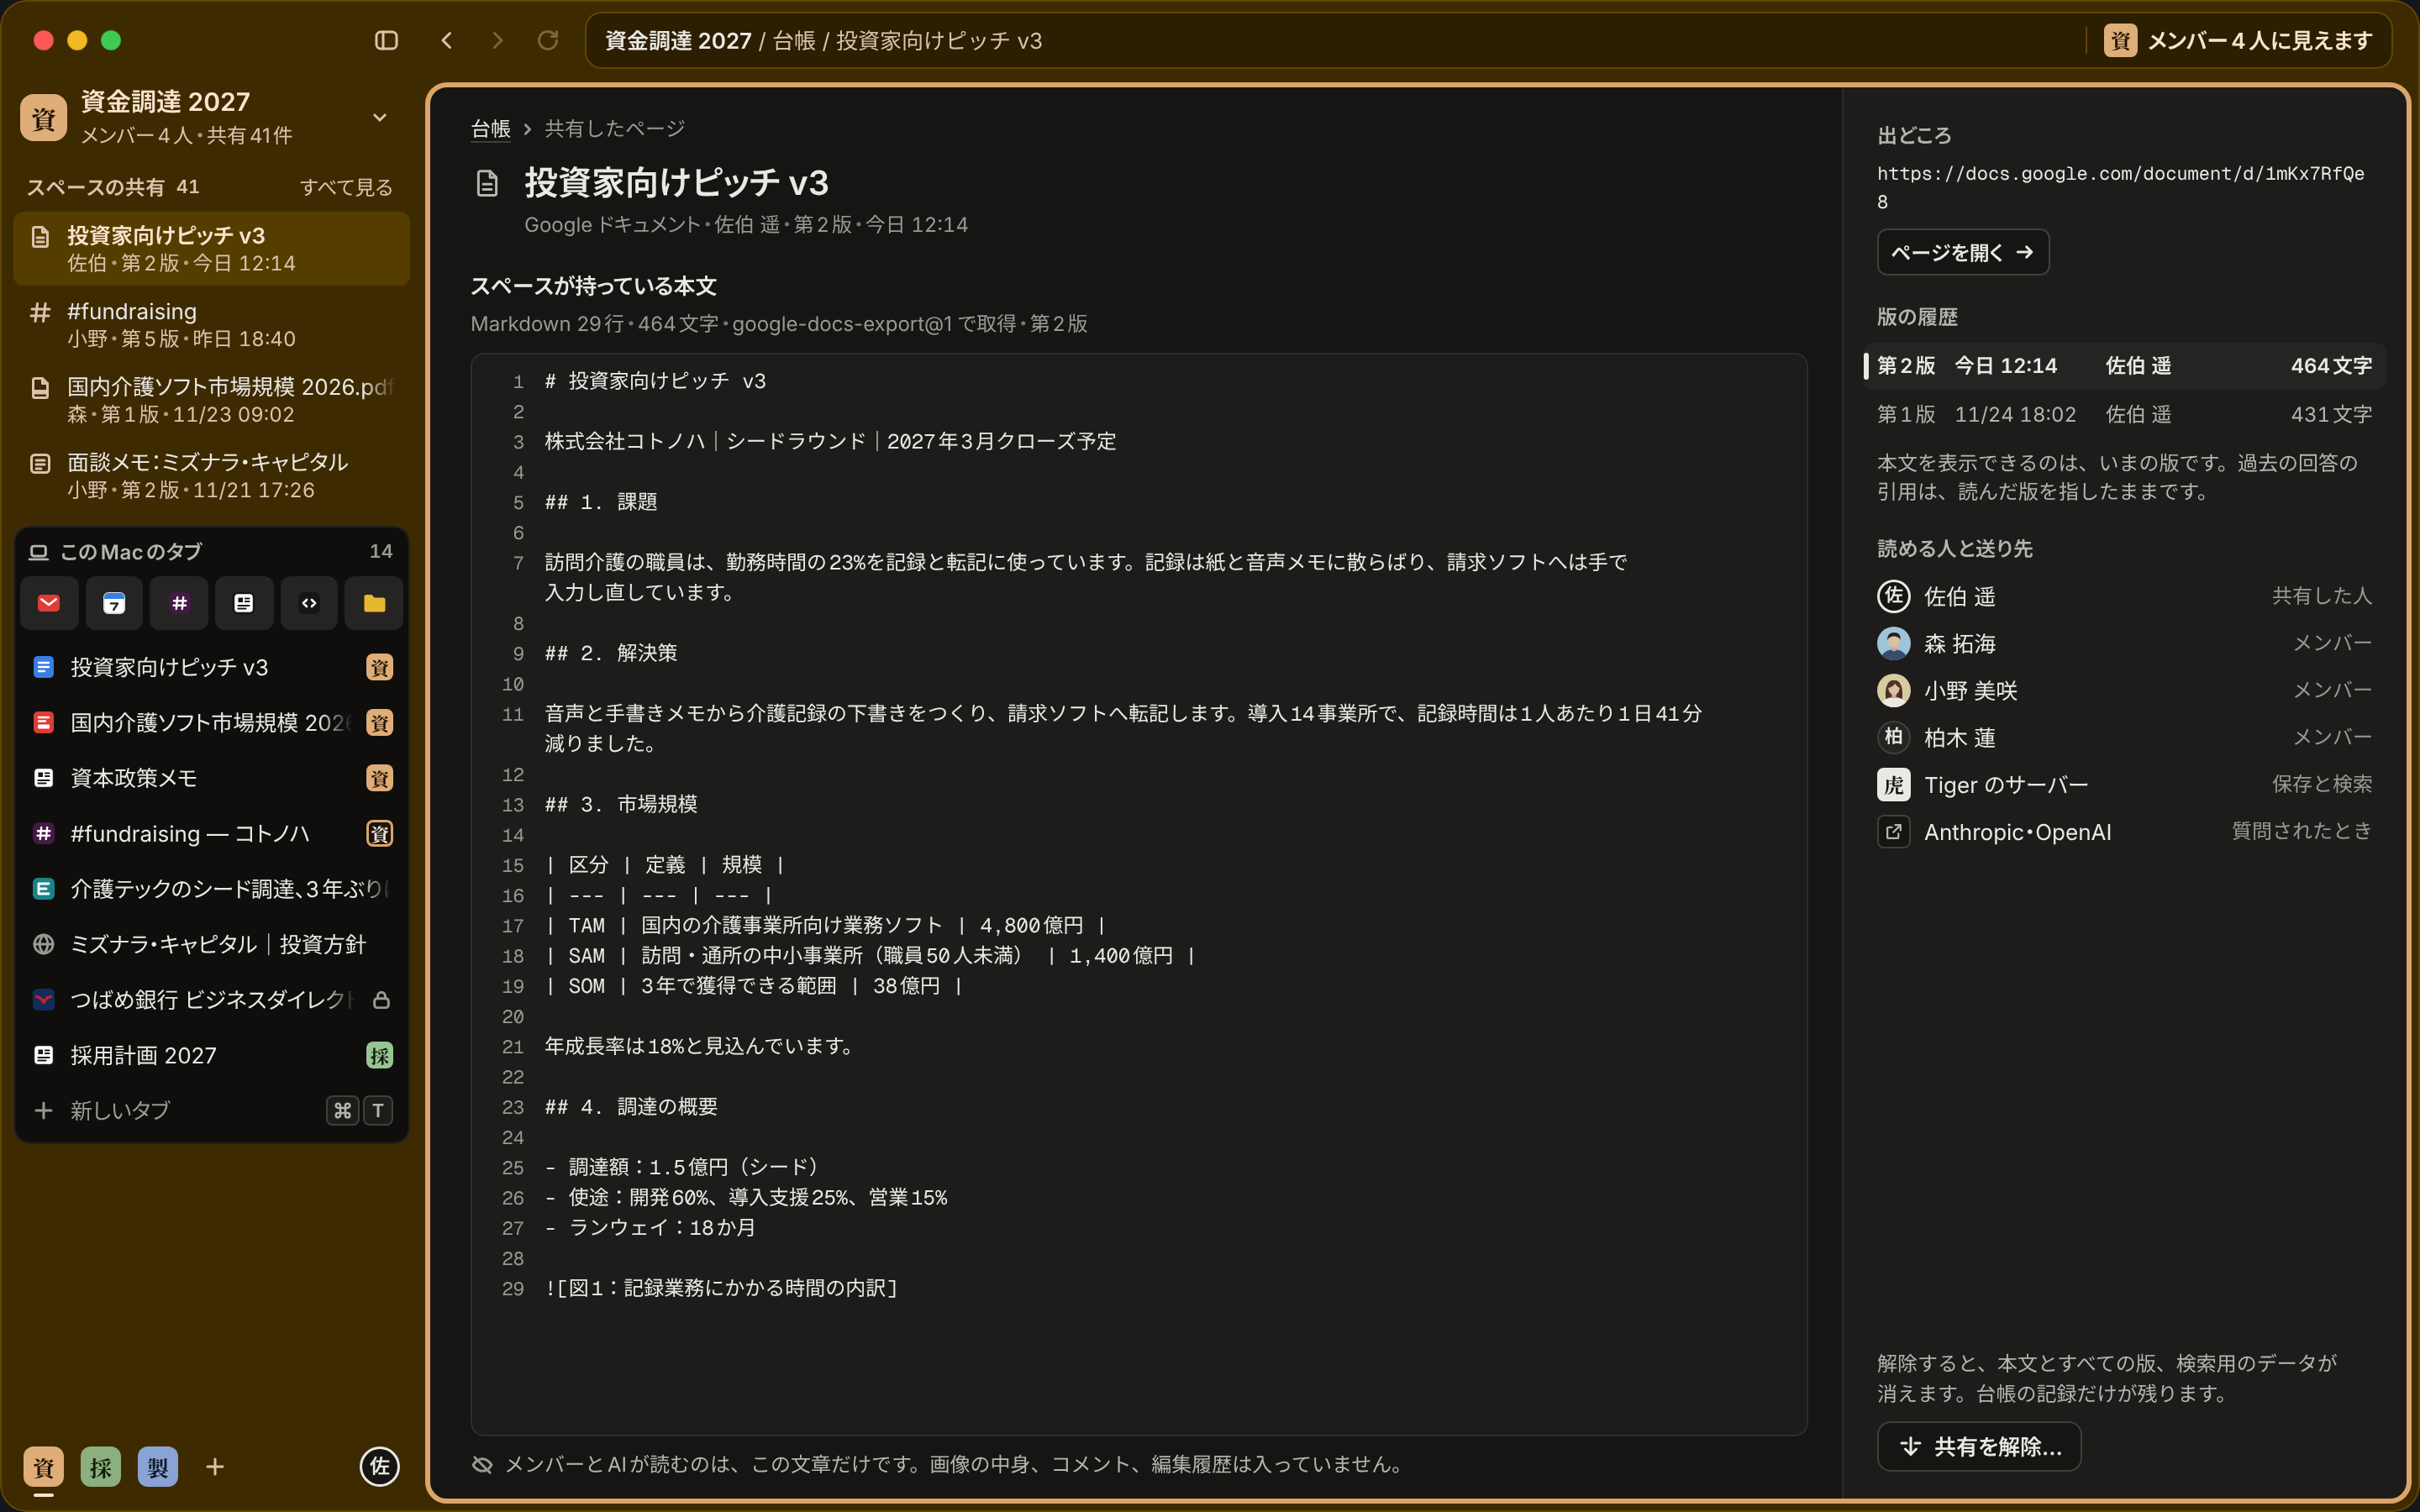 資金調達 2027 / 台帳 / 投資家向けピッチ v3
資 メンバー4人に見えます
資 資金調達 2027
メンバー4人・共有41件
スペースの共有 41 すべて見る
投資家向けピッチ v3
佐伯・第2版・今日 12:14
#fundraising
小野・第5版・昨日 18:40
国内介護ソフト市場規模 2026.pdf
森・第1版・11/23 09:02
面談メモ：ミズナラ・キャピタル
小野・第2版・11/21 17:26
このMacのタブ 14
7
投資家向けピッチ v3 資
国内介護ソフト市場規模 2026 資
資本政策メモ 資
#fundraising — コトノハ 資
介護テックのシード調達、3年ぶり
ミズナラ・キャピタル｜投資方針
つばめ銀行 ビジネスダイレクト
採用計画 2027 採
新しいタブ ⌘ T
資 採 製 + 佐
台帳 › 共有したページ
投資家向けピッチ v3
Google ドキュメント・佐伯 遥・第2版・今日 12:14
スペースが持っている本文
Markdown 29行・464文字・google-docs-export@1で取得・第2版
1 # 投資家向けピッチ v3
2
3 株式会社コトノハ｜シードラウンド｜2027年3月クローズ予定
4
5 ## 1. 課題
6
7 訪問介護の職員は、勤務時間の23%を記録と転記に使っています。記録は紙と音声メモに散らばり、請求ソフトへは手で
入力し直しています。
8
9 ## 2. 解決策
10
11 音声と手書きメモから介護記録の下書きをつくり、請求ソフトへ転記します。導入14事業所で、記録時間は1人あたり1日41分
減りました。
12
13 ## 3. 市場規模
14
15 | 区分 | 定義 | 規模 |
16 | --- | --- | --- |
17 | TAM | 国内の介護事業所向け業務ソフト | 4,800億円 |
18 | SAM | 訪問・通所の中小事業所（職員50人未満） | 1,400億円 |
19 | SOM | 3年で獲得できる範囲 | 38億円 |
20
21 年成長率は18%と見込んでいます。
22
23 ## 4. 調達の概要
24
25 - 調達額：1.5億円（シード）
26 - 使途：開発60%、導入支援25%、営業15%
27 - ランウェイ：18か月
28
29 ![図1：記録業務にかかる時間の内訳]
メンバーとAIが読むのは、この文章だけです。画像の中身、コメント、編集履歴は入っていません。
出どころ
https://docs.google.com/document/d/1mKx7RfQe
8
ページを開く →
版の履歴
第2版 今日 12:14 佐伯 遥 464文字
第1版 11/24 18:02 佐伯 遥 431文字
本文を表示できるのは、いまの版です。過去の回答の
引用は、読んだ版を指したままです。
読める人と送り先
佐 佐伯 遥 共有した人
森 拓海 メンバー
小野 美咲 メンバー
柏 柏木 蓮 メンバー
虎 Tiger のサーバー 保存と検索
Anthropic・OpenAI 質問されたとき
解除すると、本文とすべての版、検索用のデータが
消えます。台帳の記録だけが残ります。
共有を解除…